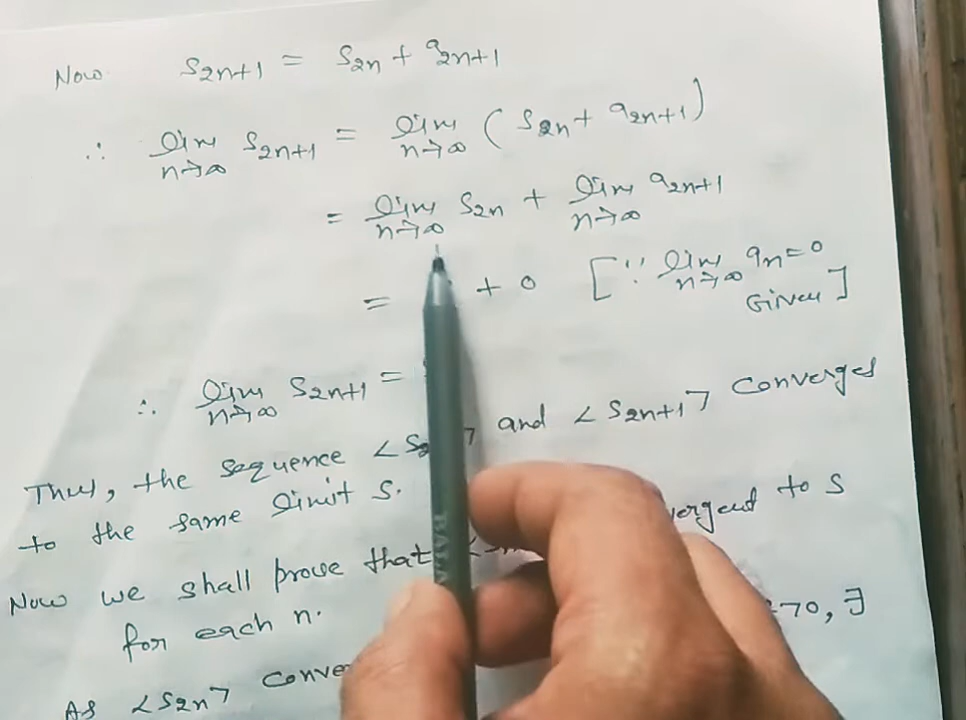 Now S2n+1 = S2n + a2n+1
∴ lim n→∞ S2n+1 = lim n→∞ ( S2n + a2n+1 )
= lim n→∞ S2n + lim n→∞ a2n+1
= + 0 [ ∵ lim n→∞ an = 0 Given ]
∴ lim n→∞ S2n+1 =
Thus, the sequence < and < S2n+1 > Converges
to the same limit S.
Now we shall prove that to S
for each n.
>0, ∃
As <S2n>